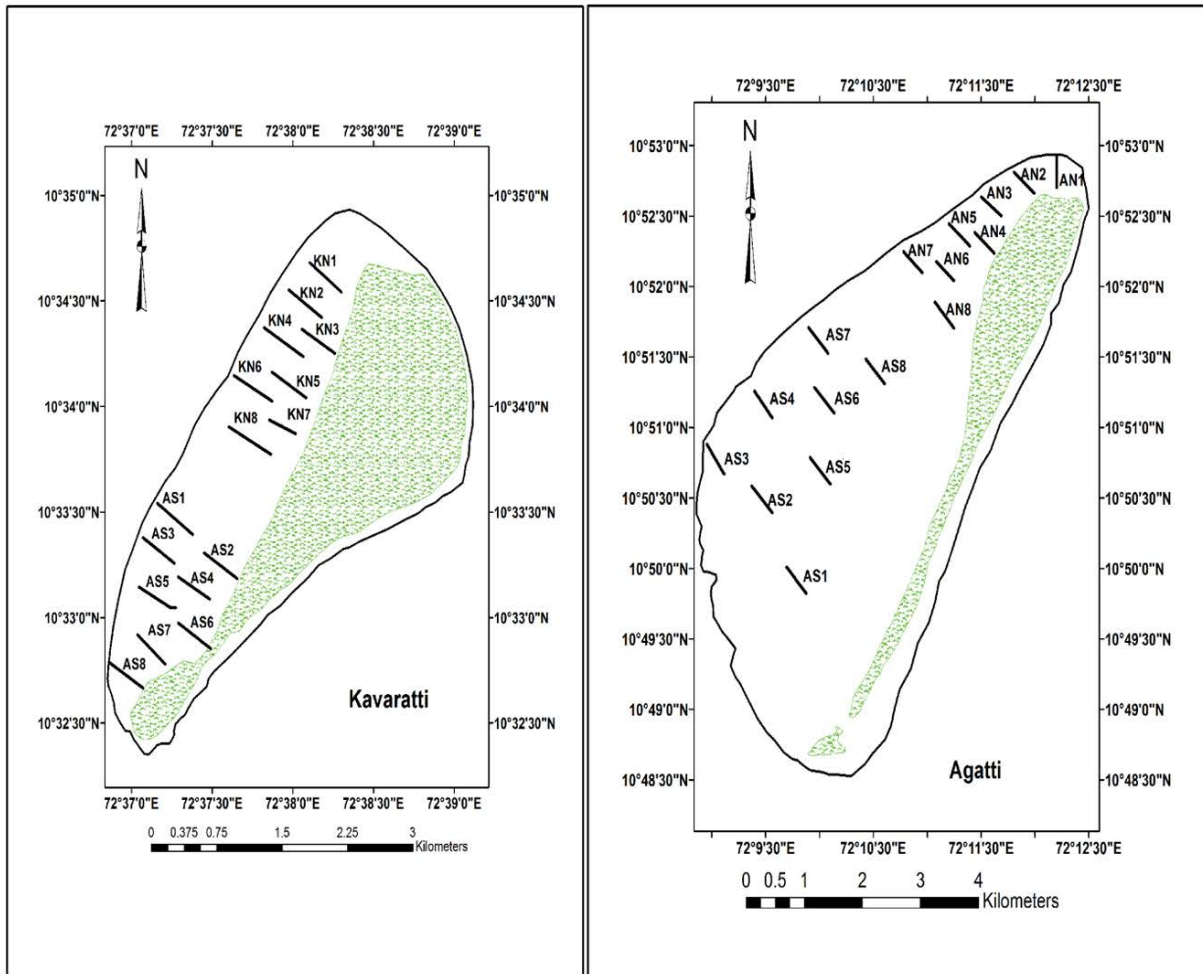 72°37'0"E 72°37'30"E 72°38'0"E 72°38'30"E 72°39'0"E
N
10°35'0"N 10°35'0"N
KN1
10°34'30"N KN2 10°34'30"N
KN4 KN3
KN6 KN5
10°34'0"N 10°34'0"N
KN8 KN7
10°33'30"N AS1 10°33'30"N
AS3 AS2
AS5 AS4
10°33'0"N 10°33'0"N
AS7 AS6
AS8
Kavaratti
10°32'30"N 10°32'30"N
72°37'0"E 72°37'30"E 72°38'0"E 72°38'30"E 72°39'0"E
0 0.375 0.75 1.5 2.25 3
Kilometers
72°9'30"E 72°10'30"E 72°11'30"E 72°12'30"E
N
10°53'0"N 10°53'0"N
AN2 AN1
AN3
10°52'30"N AN5 10°52'30"N
AN4
AN7 AN6
10°52'0"N 10°52'0"N
AN8
10°51'30"N AS7 10°51'30"N
AS8
AS4 AS6
10°51'0"N 10°51'0"N
AS3 AS5
10°50'30"N AS2 10°50'30"N
10°50'0"N AS1 10°50'0"N
10°49'30"N 10°49'30"N
10°49'0"N 10°49'0"N
Agatti
10°48'30"N 10°48'30"N
72°9'30"E 72°10'30"E 72°11'30"E 72°12'30"E
0 0.5 1 2 3 4
Kilometers